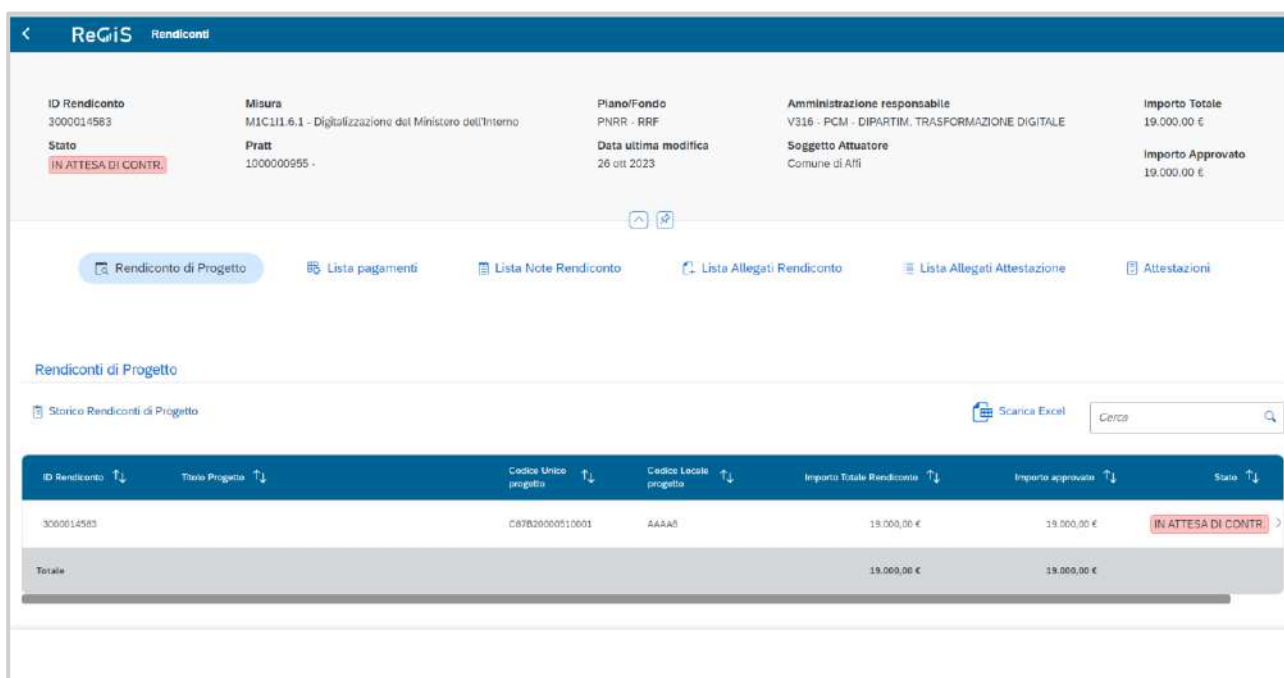 ReGiS Rendiconti
ID Rendiconto
3000014583
Stato
IN ATTESA DI CONTR.
Misura
M1C1I1.6.1 - Digitalizzazione del Ministero dell'Interno
Pratt
1000000955 -
Piano/Fondo
PNRR - RRF
Data ultima modifica
26 ott 2023
Amministrazione responsabile
V316 - PCM - DIPARTIM. TRASFORMAZIONE DIGITALE
Soggetto Attuatore
Comune di Affi
Importo Totale
19.000,00 €
Importo Approvato
19.000,00 €
Rendiconto di Progetto Lista pagamenti Lista Note Rendiconto Lista Allegati Rendiconto Lista Allegati Attestazione Attestazioni
Rendiconti di Progetto
Storico Rendiconti di Progetto Scarica Excel Cerca
ID Rendiconto Titolo Progetto Codice Unico progetto Codice Locale progetto Importo Totale Rendiconto Importo approvato Stato
3000014583 C87B20000510001 19.000,00 € 19.000,00 € IN ATTESA DI CONTR.
Totale 19.000,00 € 19.000,00 €